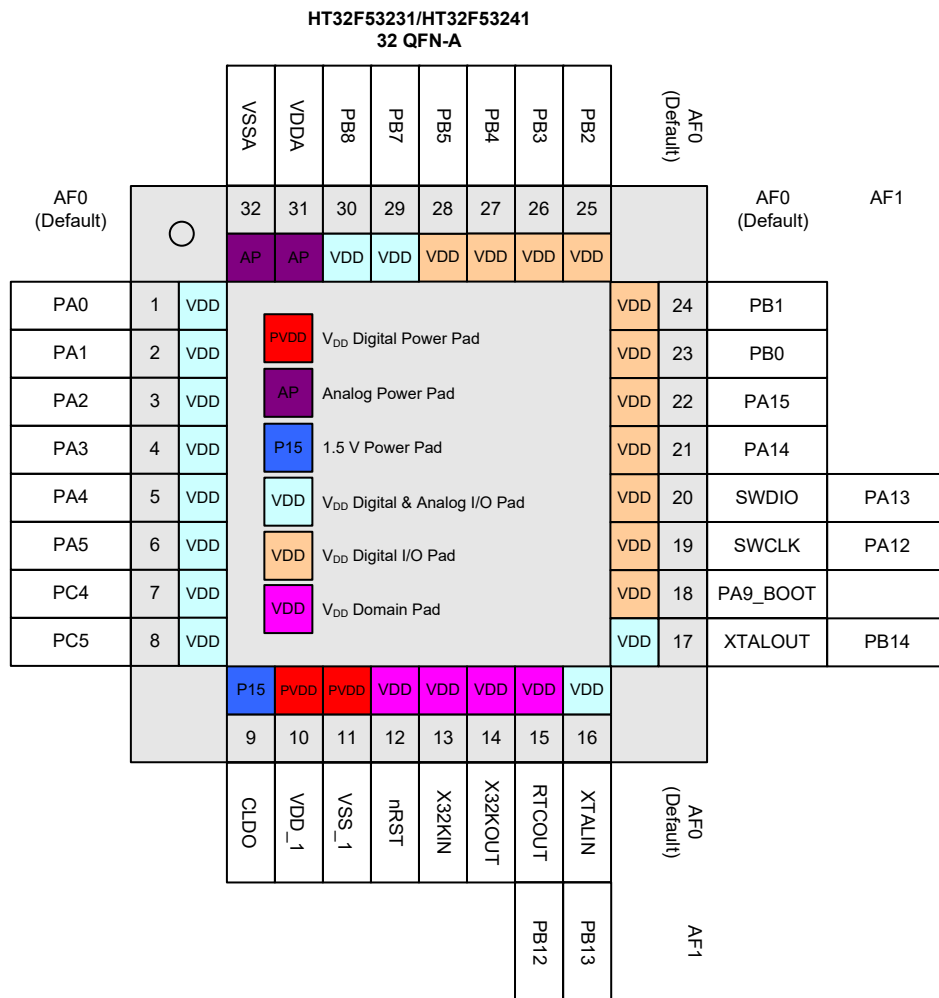 HT32F53231/HT32F53241
32 QFN-A
VSSA
VDDA
PB8
PB7
PB5
PB4
PB3
PB2
AF0
(Default)
AF0
(Default)
32 31 30 29 28 27 26 25
AF0
(Default)
AF1
AP AP VDD VDD VDD VDD VDD VDD
PA0 1 VDD
VDD 24 PB1
PA1 2 VDD
VDD 23 PB0
PA2 3 VDD
VDD 22 PA15
PA3 4 VDD
VDD 21 PA14
PA4 5 VDD
VDD 20 SWDIO PA13
PA5 6 VDD
VDD 19 SWCLK PA12
PC4 7 VDD
VDD 18 PA9_BOOT
PC5 8 VDD
VDD 17 XTALOUT PB14
PVDD VDD Digital Power Pad
AP Analog Power Pad
P15 1.5 V Power Pad
VDD VDD Digital & Analog I/O Pad
VDD VDD Digital I/O Pad
VDD VDD Domain Pad
P15 PVDD PVDD VDD VDD VDD VDD VDD
9 10 11 12 13 14 15 16
CLDO
VDD_1
VSS_1
nRST
X32KIN
X32KOUT
RTCOUT
XTALIN
AF0
(Default)
PB12
PB13
AF1